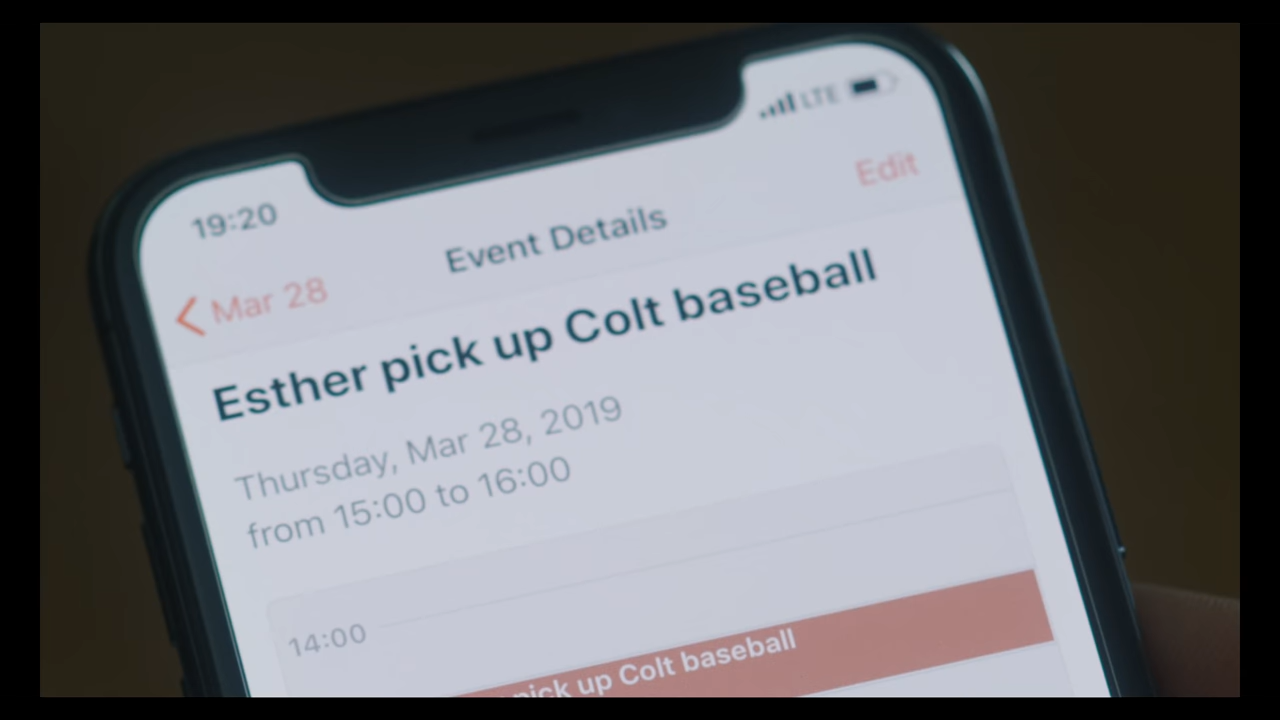 19:20
LTE
Mar 28
Event Details
Edit
Esther pick up Colt baseball
Thursday, Mar 28, 2019
from 15:00 to 16:00
14:00
pick up Colt baseball